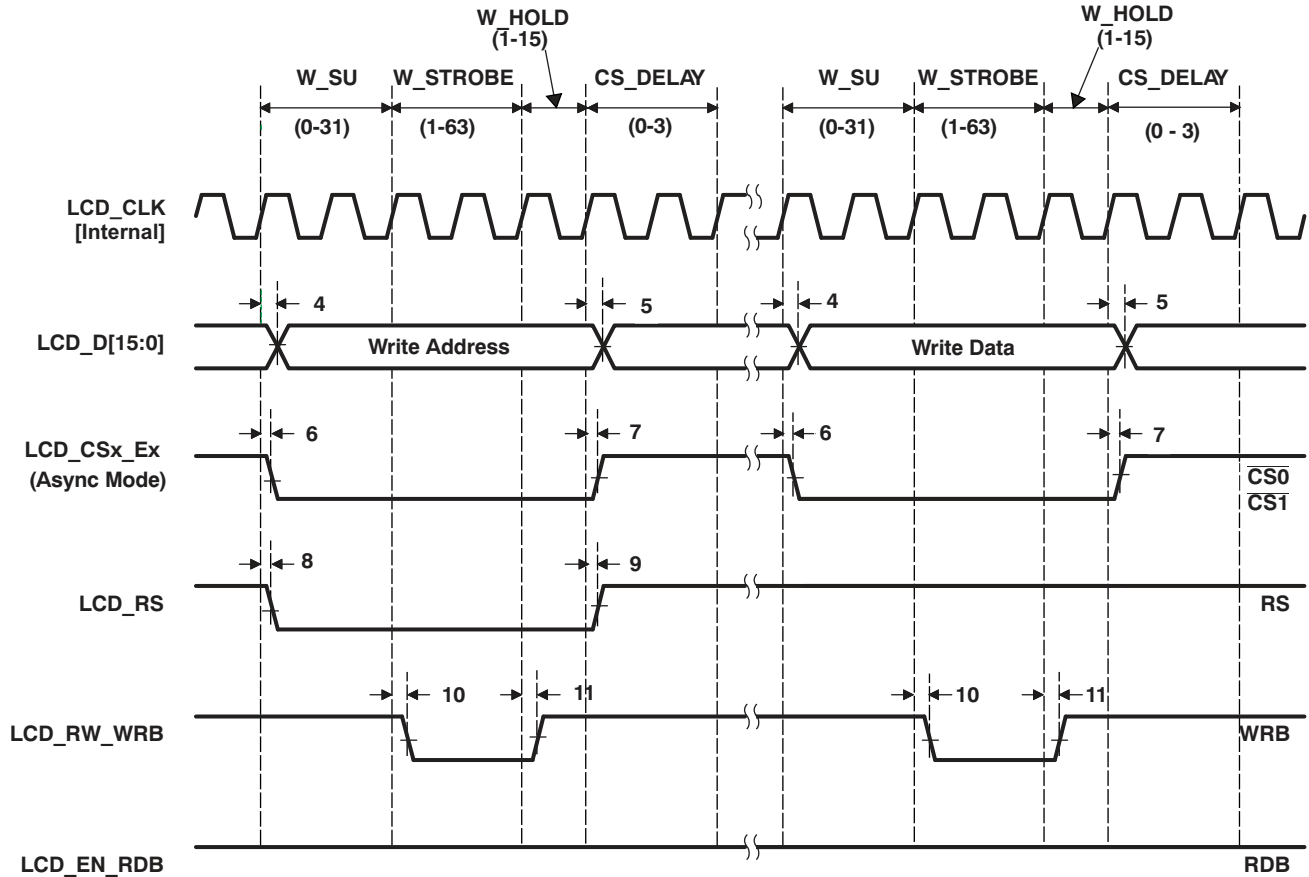 W_HOLD
(1-15)
W_HOLD
(1-15)
W_SU
W_STROBE
CS_DELAY
W_SU
W_STROBE
CS_DELAY
(0-31)
(1-63)
(0-3)
(0-31)
(1-63)
(0 - 3)
LCD_CLK
[Internal]
4
5
4
5
LCD_D[15:0]
Write Address
Write Data
6
7
6
7
LCD_CSx_Ex
(Async Mode)
CS0
CS1
8
9
LCD_RS
RS
10
11
10
11
LCD_RW_WRB
WRB
LCD_EN_RDB
RDB